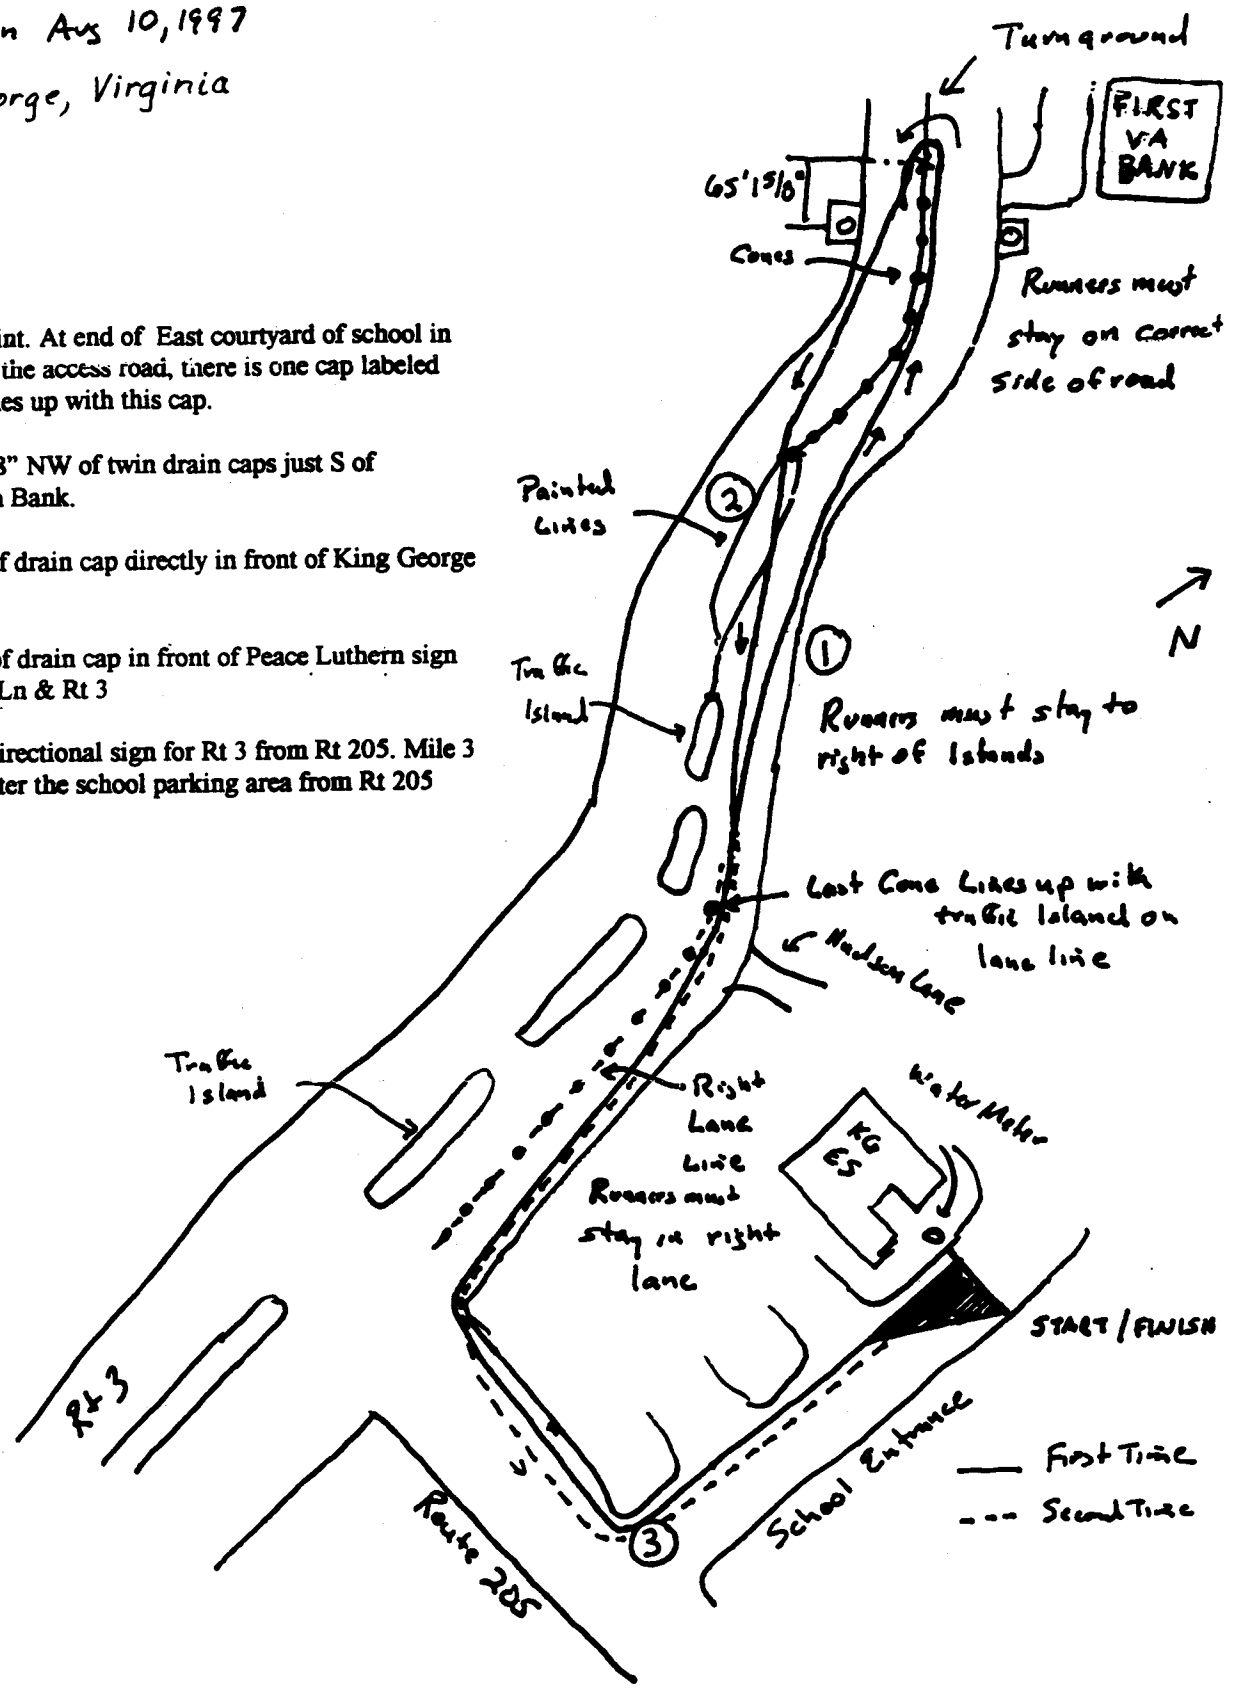 n Aug 10, 1997
orge, Virginia
Turnaround
FIRST
VA
BANK
65' 1 5/8"
Cones
Runners must
stay on correct
side of road
int. At end of East courtyard of school in
the access road, there is one cap labeled
es up with this cap.
8" NW of twin drain caps just S of
n Bank.
f drain cap directly in front of King George
of drain cap in front of Peace Luthern sign
Ln & Rt 3
irectional sign for Rt 3 from Rt 205. Mile 3
ter the school parking area from Rt 205
Painted
Lines
2
N
1
Traffic
Island
Runners must stay to
right of Islands
Last Cone Lines up with
traffic Island on
lane line
Lane
Traffic
Island
Right
Lane
Line
Runners must
stay in right
lane
Water Meter
KG
ES
START/FINISH
Rt 3
School Entrance
First Time
Second Time
Route 205
3